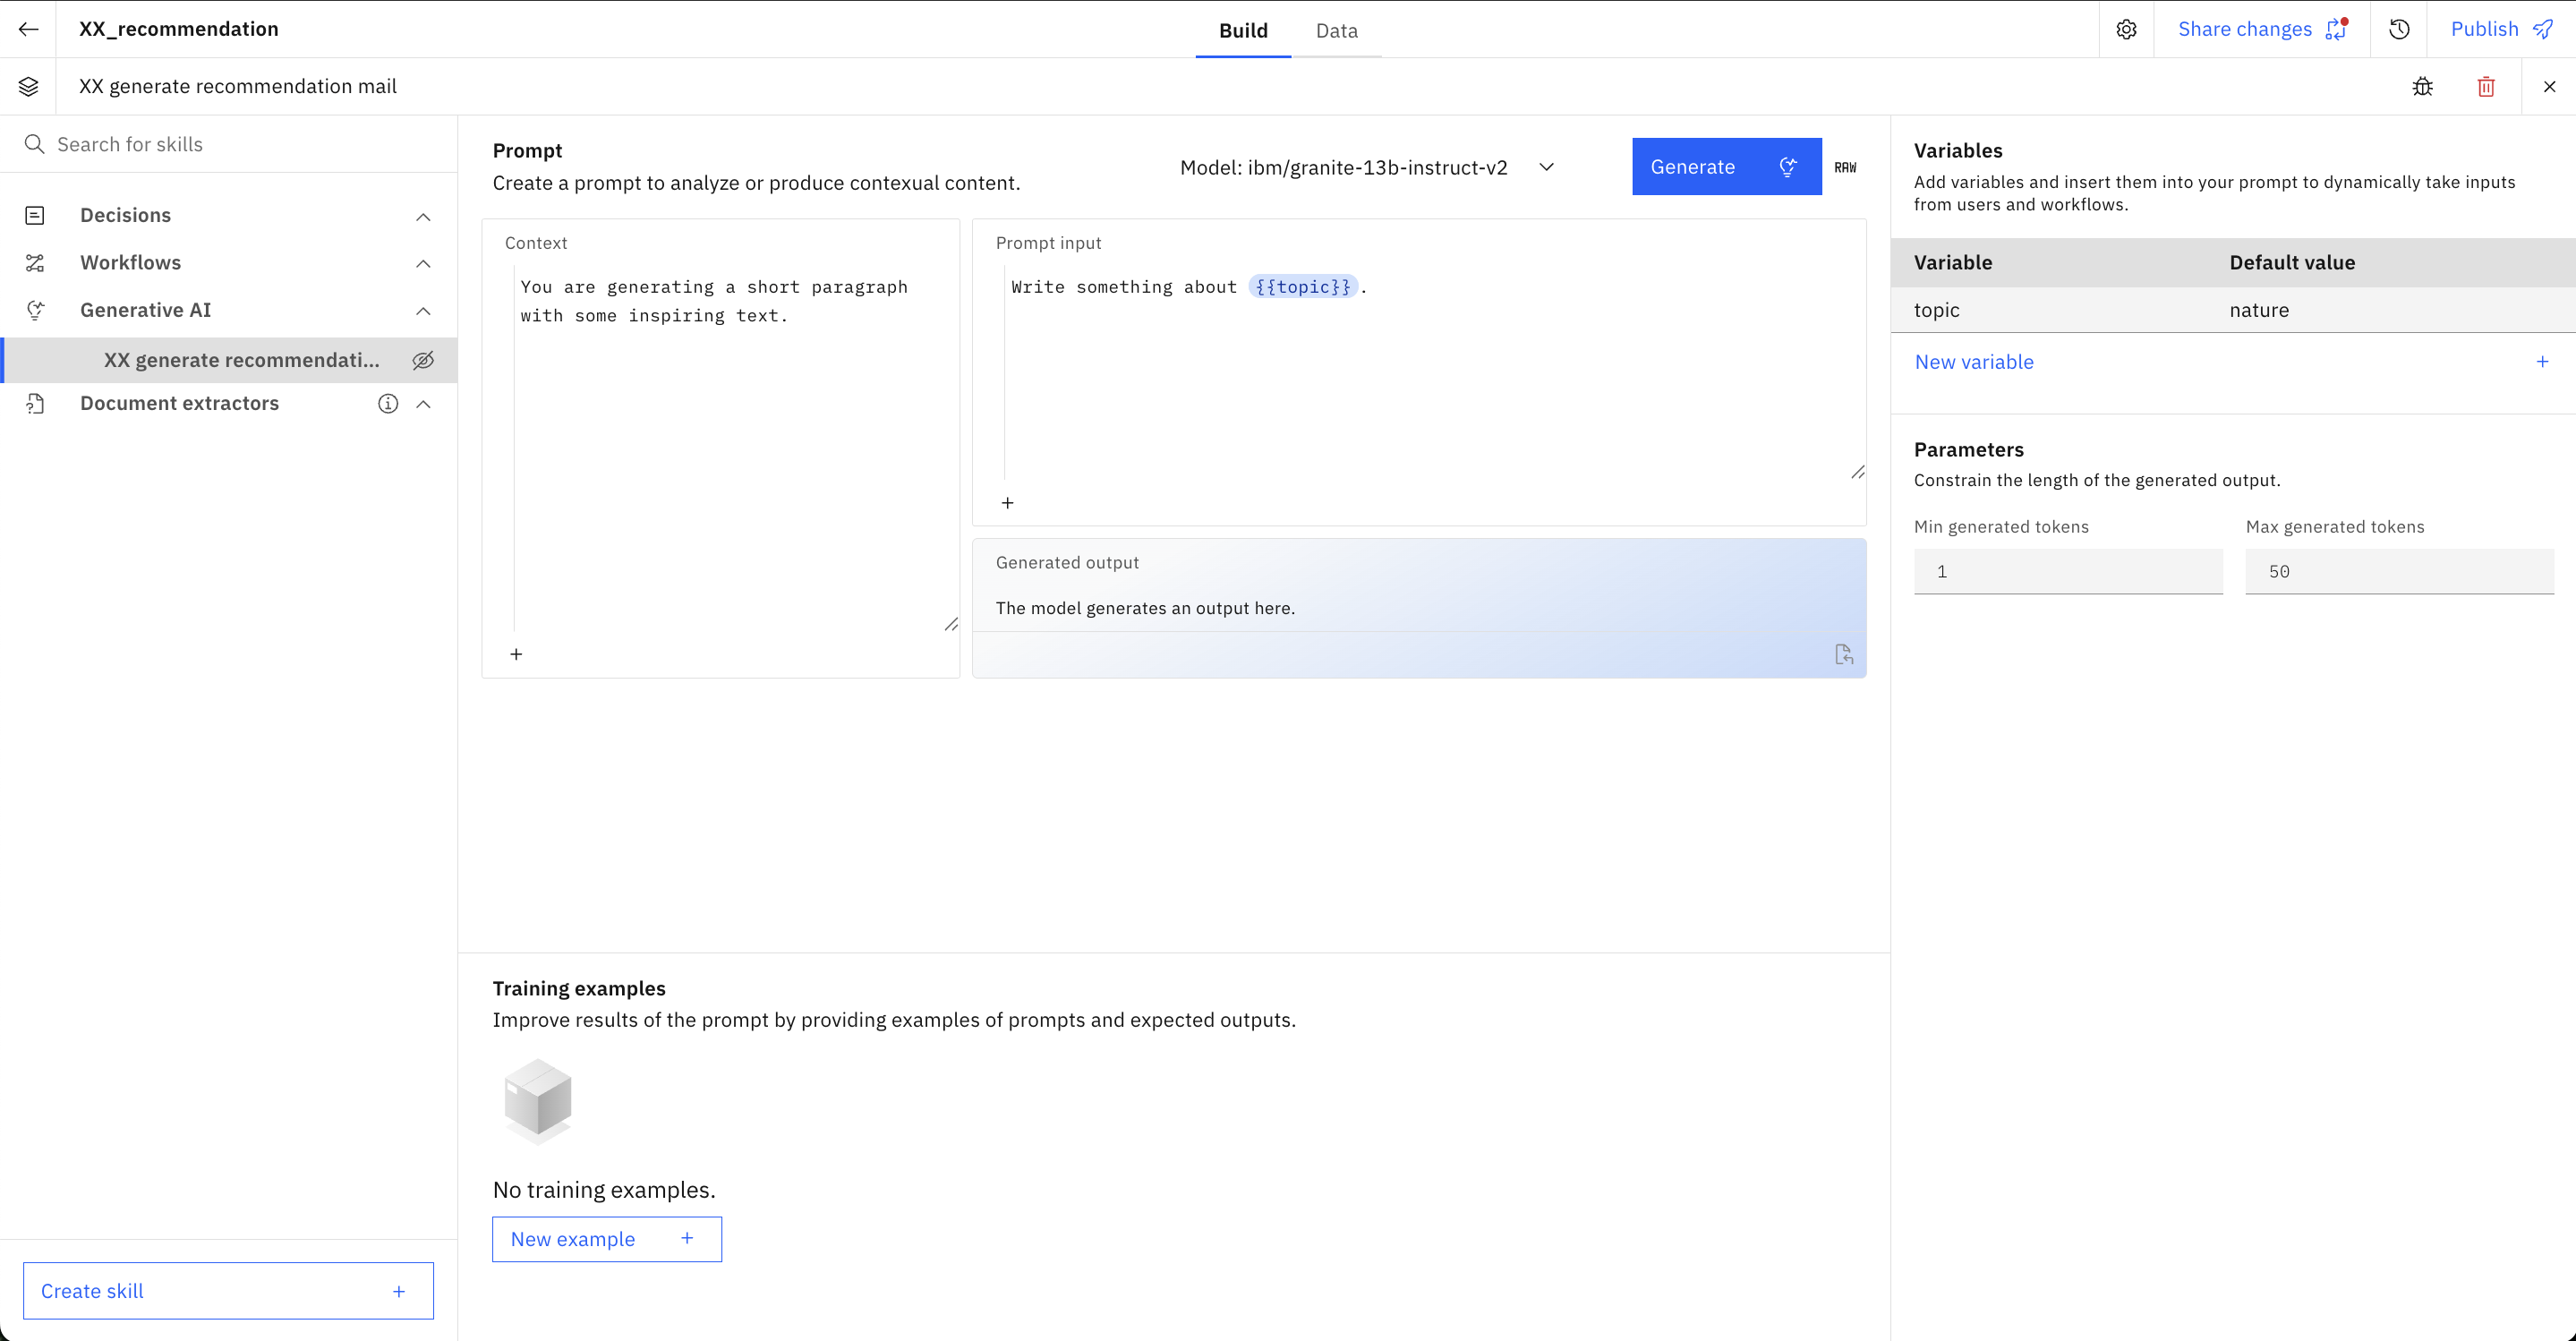 XX_recommendation
Build
Data
Share changes
Publish
XX generate recommendation mail
Search for skills
Decisions
Workflows
Generative AI
XX generate recommendati...
Document extractors
Create skill
Prompt
Create a prompt to analyze or produce contexual content.
Model: ibm/granite-13b-instruct-v2
Generate
RAW
Context
You are generating a short paragraph
with some inspiring text.
Prompt input
Write something about {{topic}}.
Generated output
The model generates an output here.
Training examples
Improve results of the prompt by providing examples of prompts and expected outputs.
No training examples.
New example
Variables
Add variables and insert them into your prompt to dynamically take inputs
from users and workflows.
Variable Default value
topic nature
New variable
Parameters
Constrain the length of the generated output.
Min generated tokens Max generated tokens
1 50